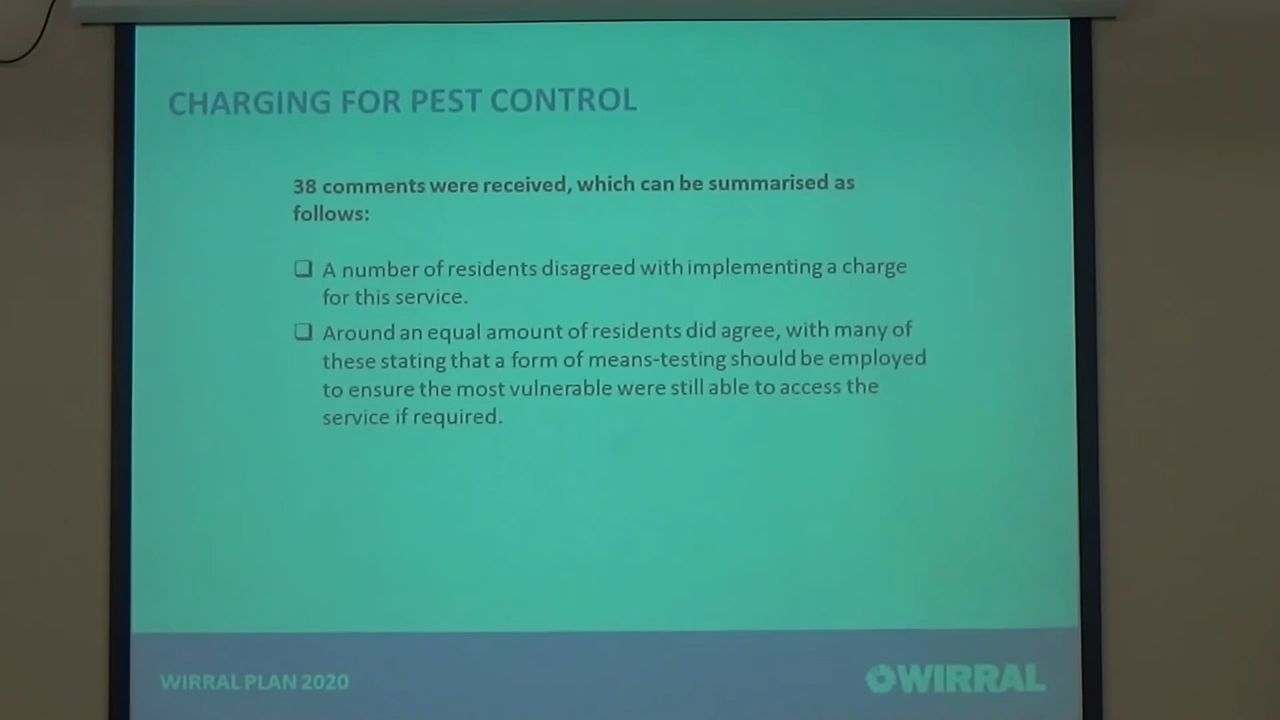 CHARGING FOR PEST CONTROL
38 comments were received, which can be summarised as
follows:
❑ A number of residents disagreed with implementing a charge
for this service.
❑ Around an equal amount of residents did agree, with many of
these stating that a form of means-testing should be employed
to ensure the most vulnerable were still able to access the
service if required.
WIRRAL PLAN 2020
WIRRAL